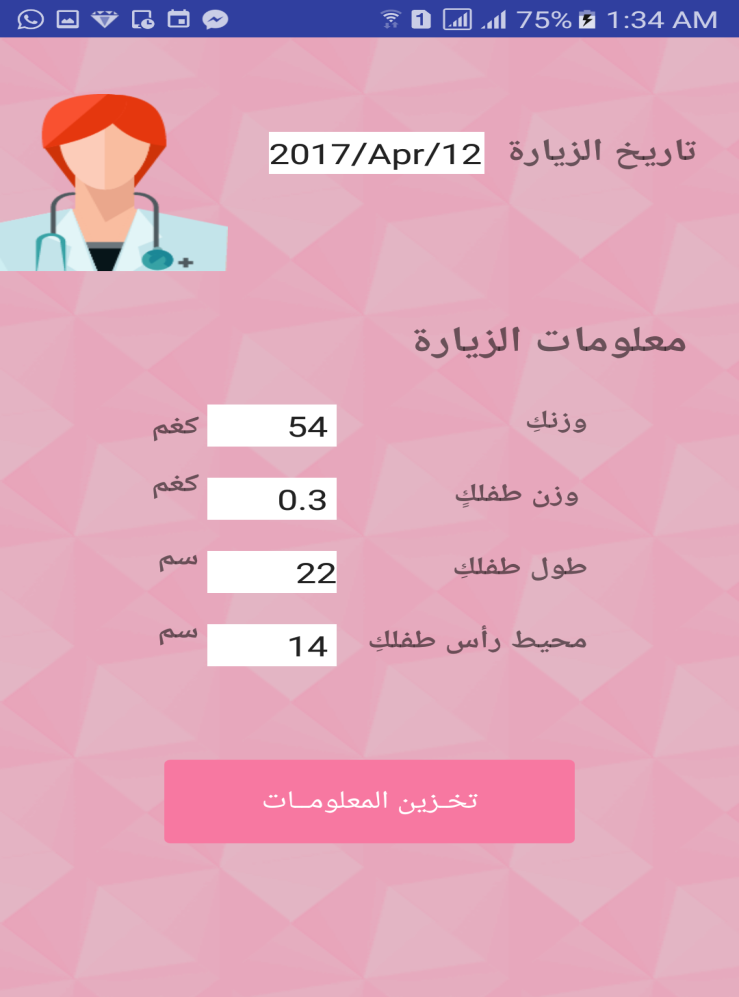 75% 1:34 AM
تاريخ الزيارة 2017/Apr/12
معلومات الزيارة
وزنكِ 54 كغم
وزن طفلكٍ 0.3 كغم
طول طفلكِ 22 سم
محيط رأس طفلكِ 14 سم
تخـزين المعلومــات